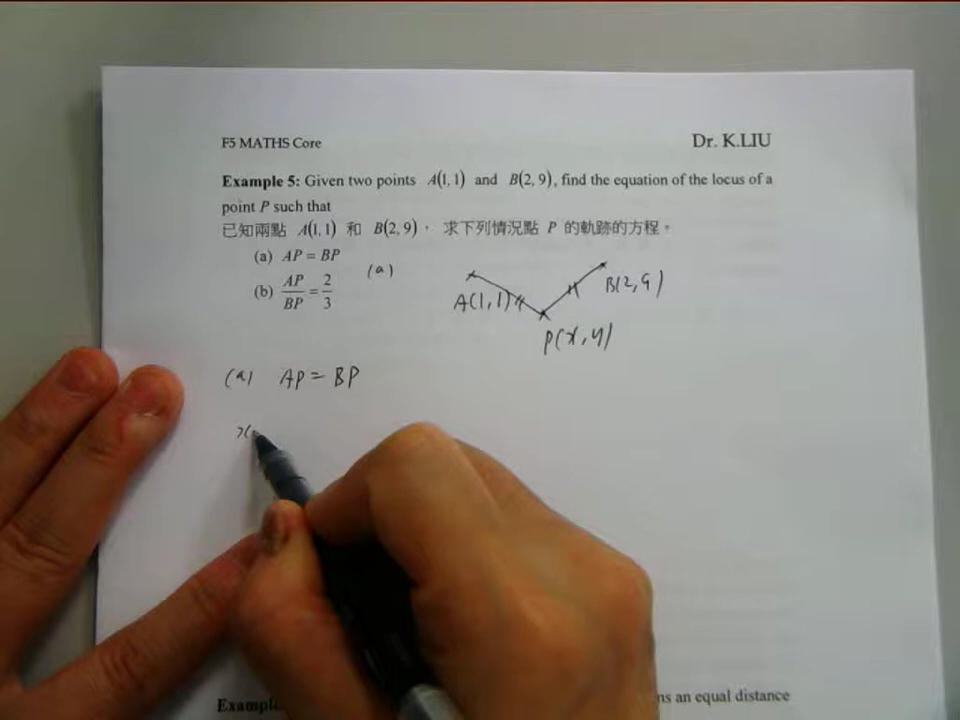 F5 MATHS Core
Dr. K.LIU
Example 5: Given two points A(1, 1) and B(2, 9), find the equation of the locus of a
point P such that
已知兩點 A(1, 1) 和 B(2, 9)， 求下列情況點 P 的軌跡的方程。
(a) AP = BP
(b) AP/BP = 2/3
(a)
A(1,1)
B(2,9)
P(x,y)
(a) AP = BP
ns an equal distance